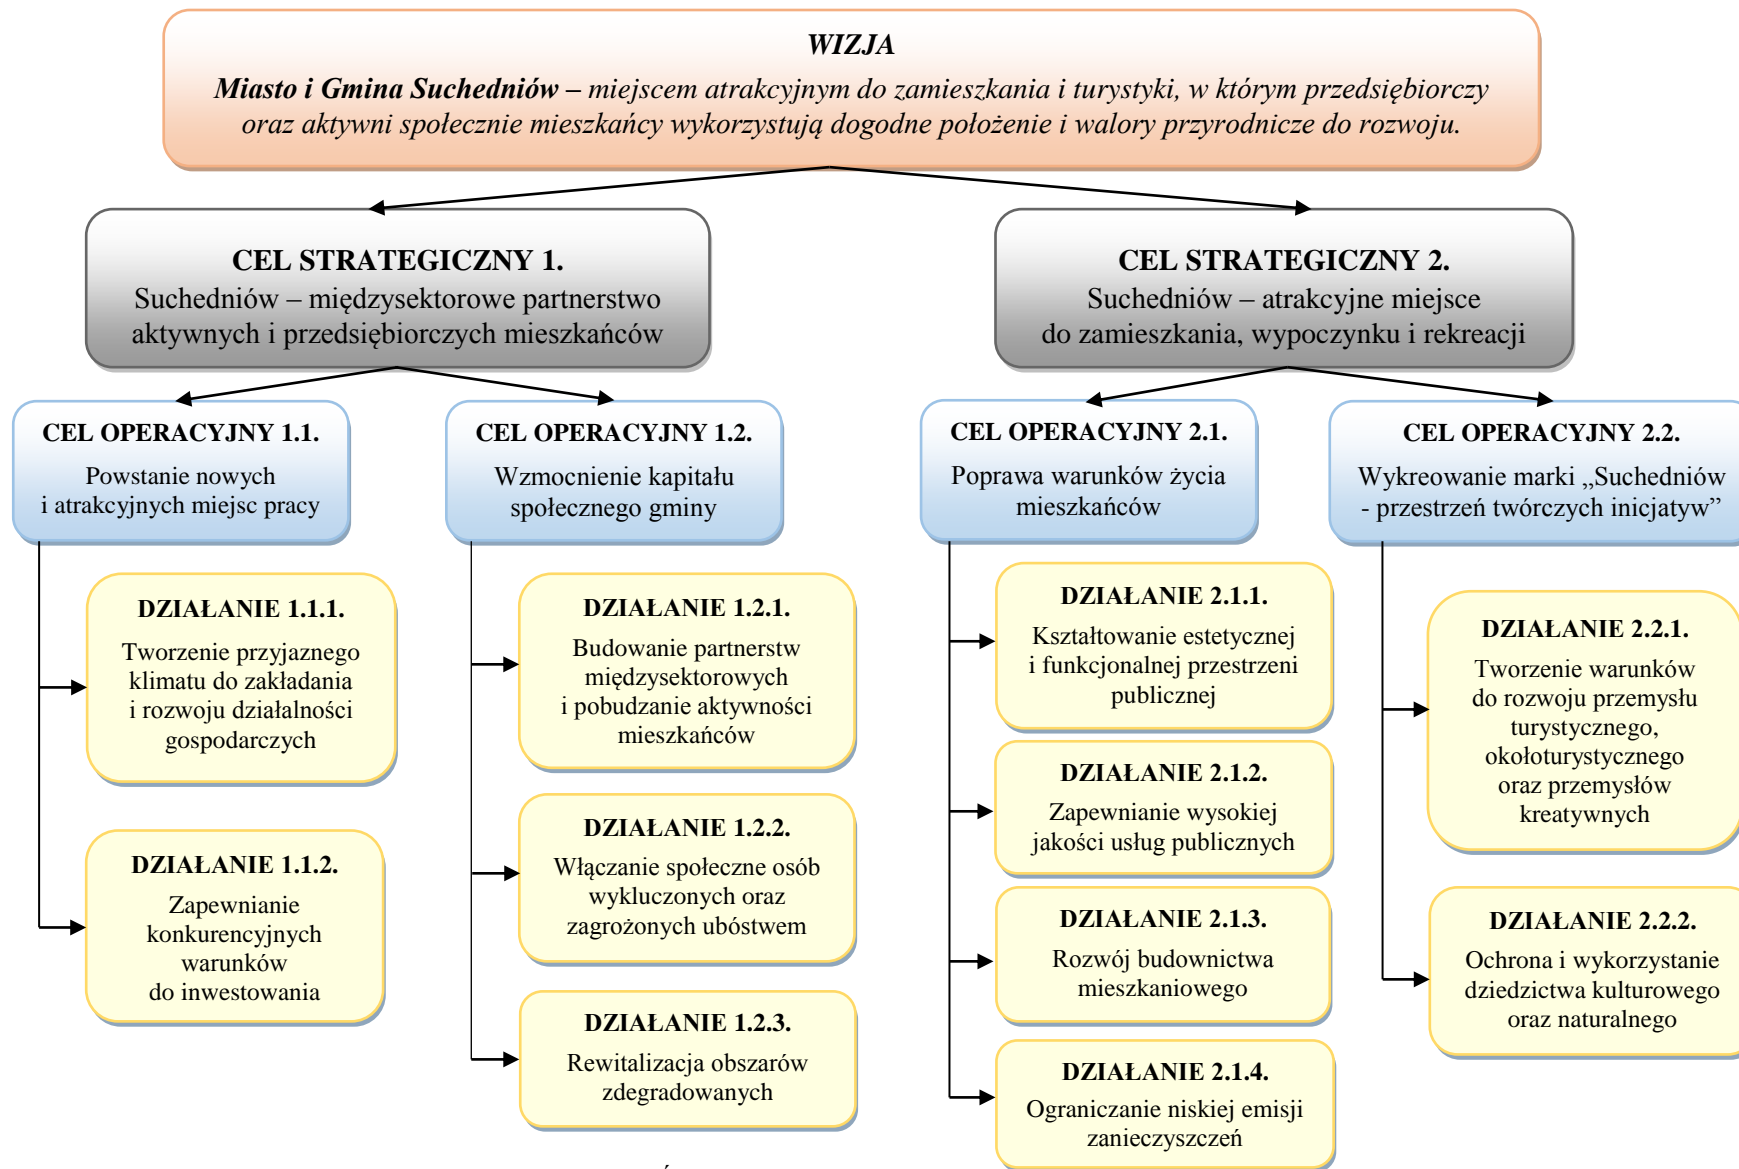 WIZJA
Miasto i Gmina Suchedniów – miejscem atrakcyjnym do zamieszkania i turystyki, w którym przedsiębiorczy
oraz aktywni społecznie mieszkańcy wykorzystują dogodne położenie i walory przyrodnicze do rozwoju.
CEL STRATEGICZNY 1.
Suchedniów – międzysektorowe partnerstwo
aktywnych i przedsiębiorczych mieszkańców
CEL STRATEGICZNY 2.
Suchedniów – atrakcyjne miejsce
do zamieszkania, wypoczynku i rekreacji
CEL OPERACYJNY 1.1.
Powstanie nowych
i atrakcyjnych miejsc pracy
CEL OPERACYJNY 1.2.
Wzmocnienie kapitału
społecznego gminy
CEL OPERACYJNY 2.1.
Poprawa warunków życia
mieszkańców
CEL OPERACYJNY 2.2.
Wykreowanie marki „Suchedniów
- przestrzeń twórczych inicjatyw”
DZIAŁANIE 1.1.1.
Tworzenie przyjaznego
klimatu do zakładania
i rozwoju działalności
gospodarczych
DZIAŁANIE 1.1.2.
Zapewnianie
konkurencyjnych
warunków
do inwestowania
DZIAŁANIE 1.2.1.
Budowanie partnerstw
międzysektorowych
i pobudzanie aktywności
mieszkańców
DZIAŁANIE 1.2.2.
Włączanie społeczne osób
wykluczonych oraz
zagrożonych ubóstwem
DZIAŁANIE 1.2.3.
Rewitalizacja obszarów
zdegradowanych
DZIAŁANIE 2.1.1.
Kształtowanie estetycznej
i funkcjonalnej przestrzeni
publicznej
DZIAŁANIE 2.1.2.
Zapewnianie wysokiej
jakości usług publicznych
DZIAŁANIE 2.1.3.
Rozwój budownictwa
mieszkaniowego
DZIAŁANIE 2.1.4.
Ograniczanie niskiej emisji
zanieczyszczeń
DZIAŁANIE 2.2.1.
Tworzenie warunków
do rozwoju przemysłu
turystycznego,
okołoturystycznego
oraz przemysłów
kreatywnych
DZIAŁANIE 2.2.2.
Ochrona i wykorzystanie
dziedzictwa kulturowego
oraz naturalnego